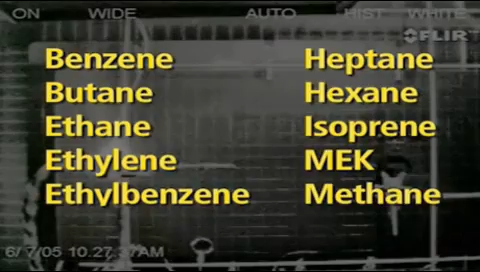 ON WIDE AUTO HIST WHITE
FLIR
Benzene Heptane
Butane Hexane
Ethane Isoprene
Ethylene MEK
Ethylbenzene Methane
6/ 7/05 10.27:37AM